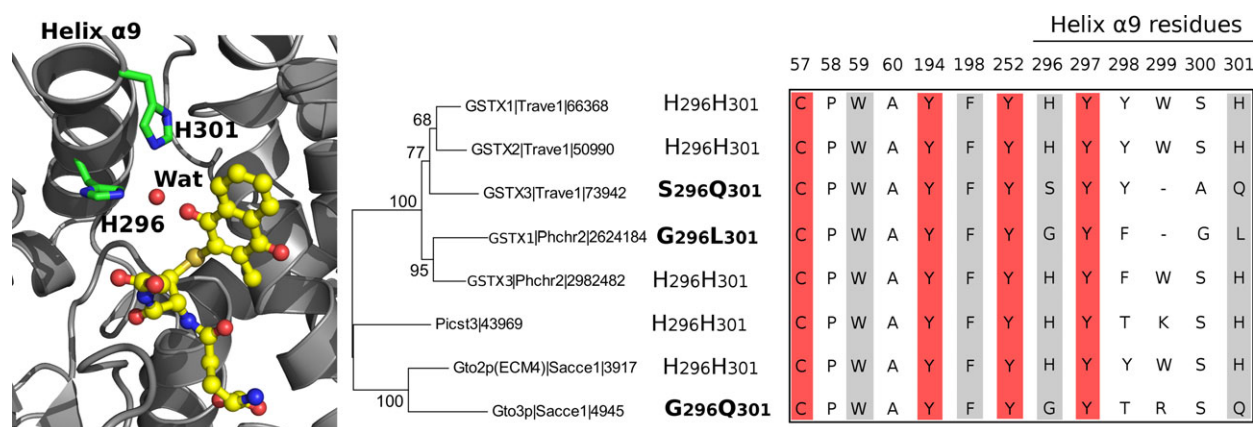 Helix α9
H301
Wat
H296
68
77
100
95
100
GSTX1|Trave1|66368
GSTX2|Trave1|50990
GSTX3|Trave1|73942
GSTX1|Phchr2|2624184
GSTX3|Phchr2|2982482
Picst3|43969
Gto2p(ECM4)|Sacce1|3917
Gto3p|Sacce1|4945
H296H301
H296H301
S296Q301
G296L301
H296H301
H296H301
H296H301
G296Q301
Helix α9 residues
57 58 59 60 194 198 252 296 297 298 299 300 301
C P W A Y F Y H Y Y W S H
C P W A Y F Y H Y Y W S H
C P W A Y F Y S Y Y - A Q
C P W A Y F Y G Y F - G L
C P W A Y F Y H Y F W S H
C P W A Y F Y H Y T K S H
C P W A Y F Y H Y Y W S H
C P W A Y F Y G Y T R S Q